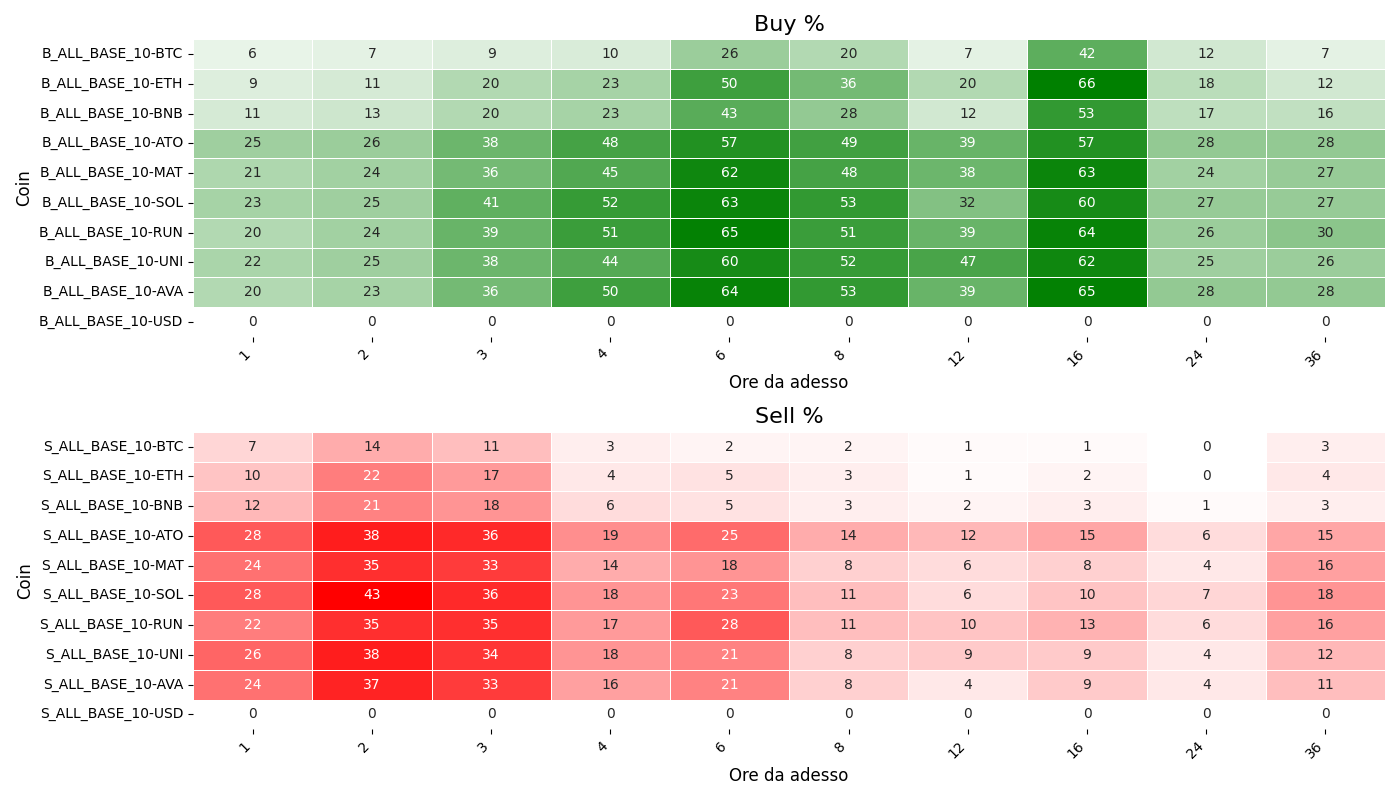 Buy %
Coin
B_ALL_BASE_10-BTC 6 7 9 10 26 20 7 42 12 7
B_ALL_BASE_10-ETH 9 11 20 23 50 36 20 66 18 12
B_ALL_BASE_10-BNB 11 13 20 23 43 28 12 53 17 16
B_ALL_BASE_10-ATO 25 26 38 48 57 49 39 57 28 28
B_ALL_BASE_10-MAT 21 24 36 45 62 48 38 63 24 27
B_ALL_BASE_10-SOL 23 25 41 52 63 53 32 60 27 27
B_ALL_BASE_10-RUN 20 24 39 51 65 51 39 64 26 30
B_ALL_BASE_10-UNI 22 25 38 44 60 52 47 62 25 26
B_ALL_BASE_10-AVA 20 23 36 50 64 53 39 65 28 28
B_ALL_BASE_10-USD 0 0 0 0 0 0 0 0 0 0
1 2 3 4 6 8 12 16 24 36
Ore da adesso
Sell %
Coin
S_ALL_BASE_10-BTC 7 14 11 3 2 2 1 1 0 3
S_ALL_BASE_10-ETH 10 22 17 4 5 3 1 2 0 4
S_ALL_BASE_10-BNB 12 21 18 6 5 3 2 3 1 3
S_ALL_BASE_10-ATO 28 38 36 19 25 14 12 15 6 15
S_ALL_BASE_10-MAT 24 35 33 14 18 8 6 8 4 16
S_ALL_BASE_10-SOL 28 43 36 18 23 11 6 10 7 18
S_ALL_BASE_10-RUN 22 35 35 17 28 11 10 13 6 16
S_ALL_BASE_10-UNI 26 38 34 18 21 8 9 9 4 12
S_ALL_BASE_10-AVA 24 37 33 16 21 8 4 9 4 11
S_ALL_BASE_10-USD 0 0 0 0 0 0 0 0 0 0
1 2 3 4 6 8 12 16 24 36
Ore da adesso